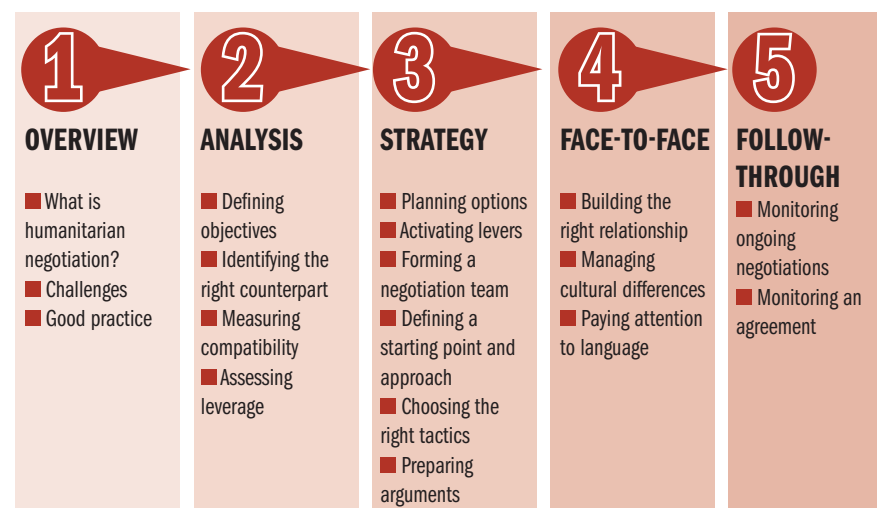 1
OVERVIEW
■ What is
humanitarian
negotiation?
■ Challenges
■ Good practice
2
ANALYSIS
■ Defining
objectives
■ Identifying the
right counterpart
■ Measuring
compatibility
■ Assessing
leverage
3
STRATEGY
■ Planning options
■ Activating levers
■ Forming a
negotiation team
■ Defining a
starting point and
approach
■ Choosing the
right tactics
■ Preparing
arguments
4
FACE-TO-FACE
■ Building the
right relationship
■ Managing
cultural differences
■ Paying attention
to language
5
FOLLOW-
THROUGH
■ Monitoring
ongoing
negotiations
■ Monitoring an
agreement